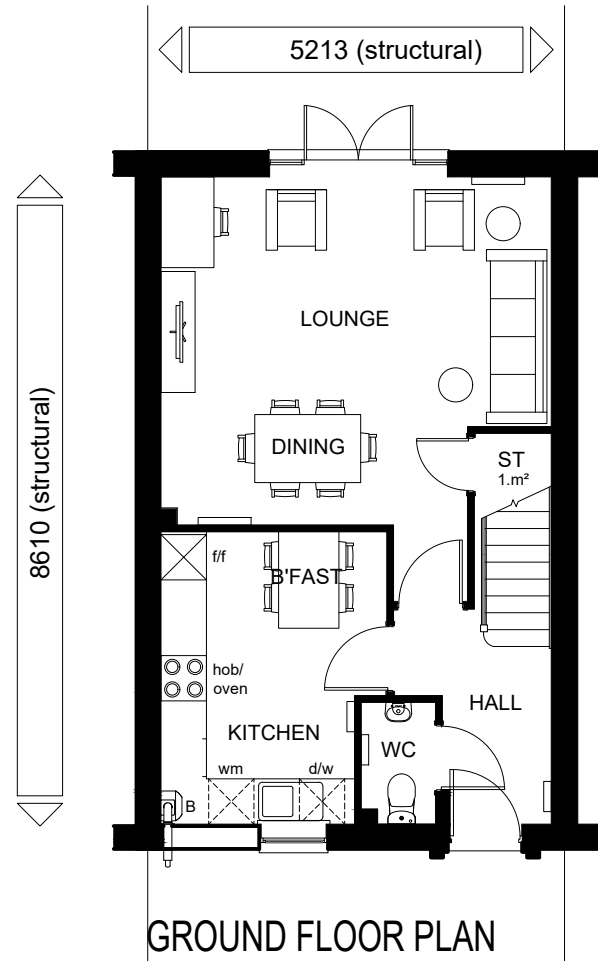 5213 (structural)
8610 (structural)
LOUNGE
DINING
ST
1.m²
f/f
B'FAST
hob/
oven
HALL
KITCHEN
WC
wm
d/w
B
GROUND FLOOR PLAN